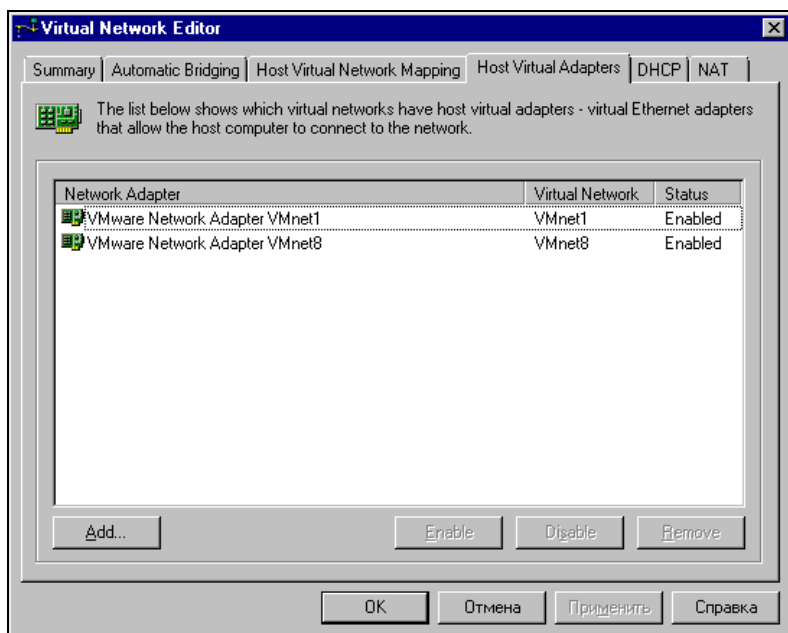 Virtual Network Editor
Summary Automatic Bridging Host Virtual Network Mapping Host Virtual Adapters DHCP NAT
The list below shows which virtual networks have host virtual adapters - virtual Ethernet adapters
that allow the host computer to connect to the network.
Network Adapter Virtual Network Status
VMware Network Adapter VMnet1 VMnet1 Enabled
VMware Network Adapter VMnet8 VMnet8 Enabled
Add... Enable Disable Remove
OK Отмена Применить Справка